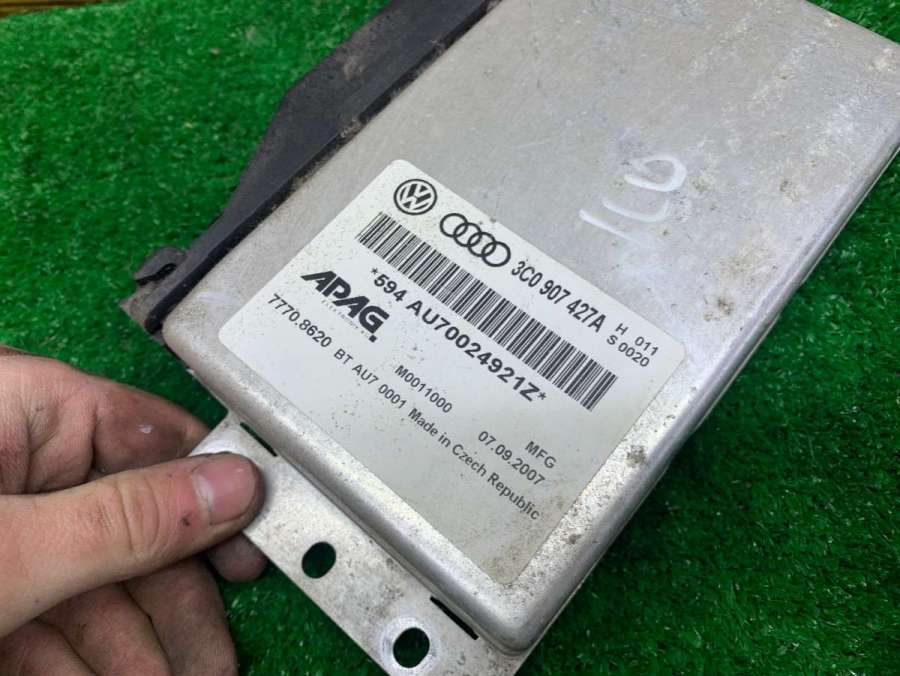 3C0 907 427A
H 011
S 0020
*594 AU70024921Z*
APAG
7770.8620 BT AU7 0001 Made in Czech Republic
M0011000
MFG
07.09.2007